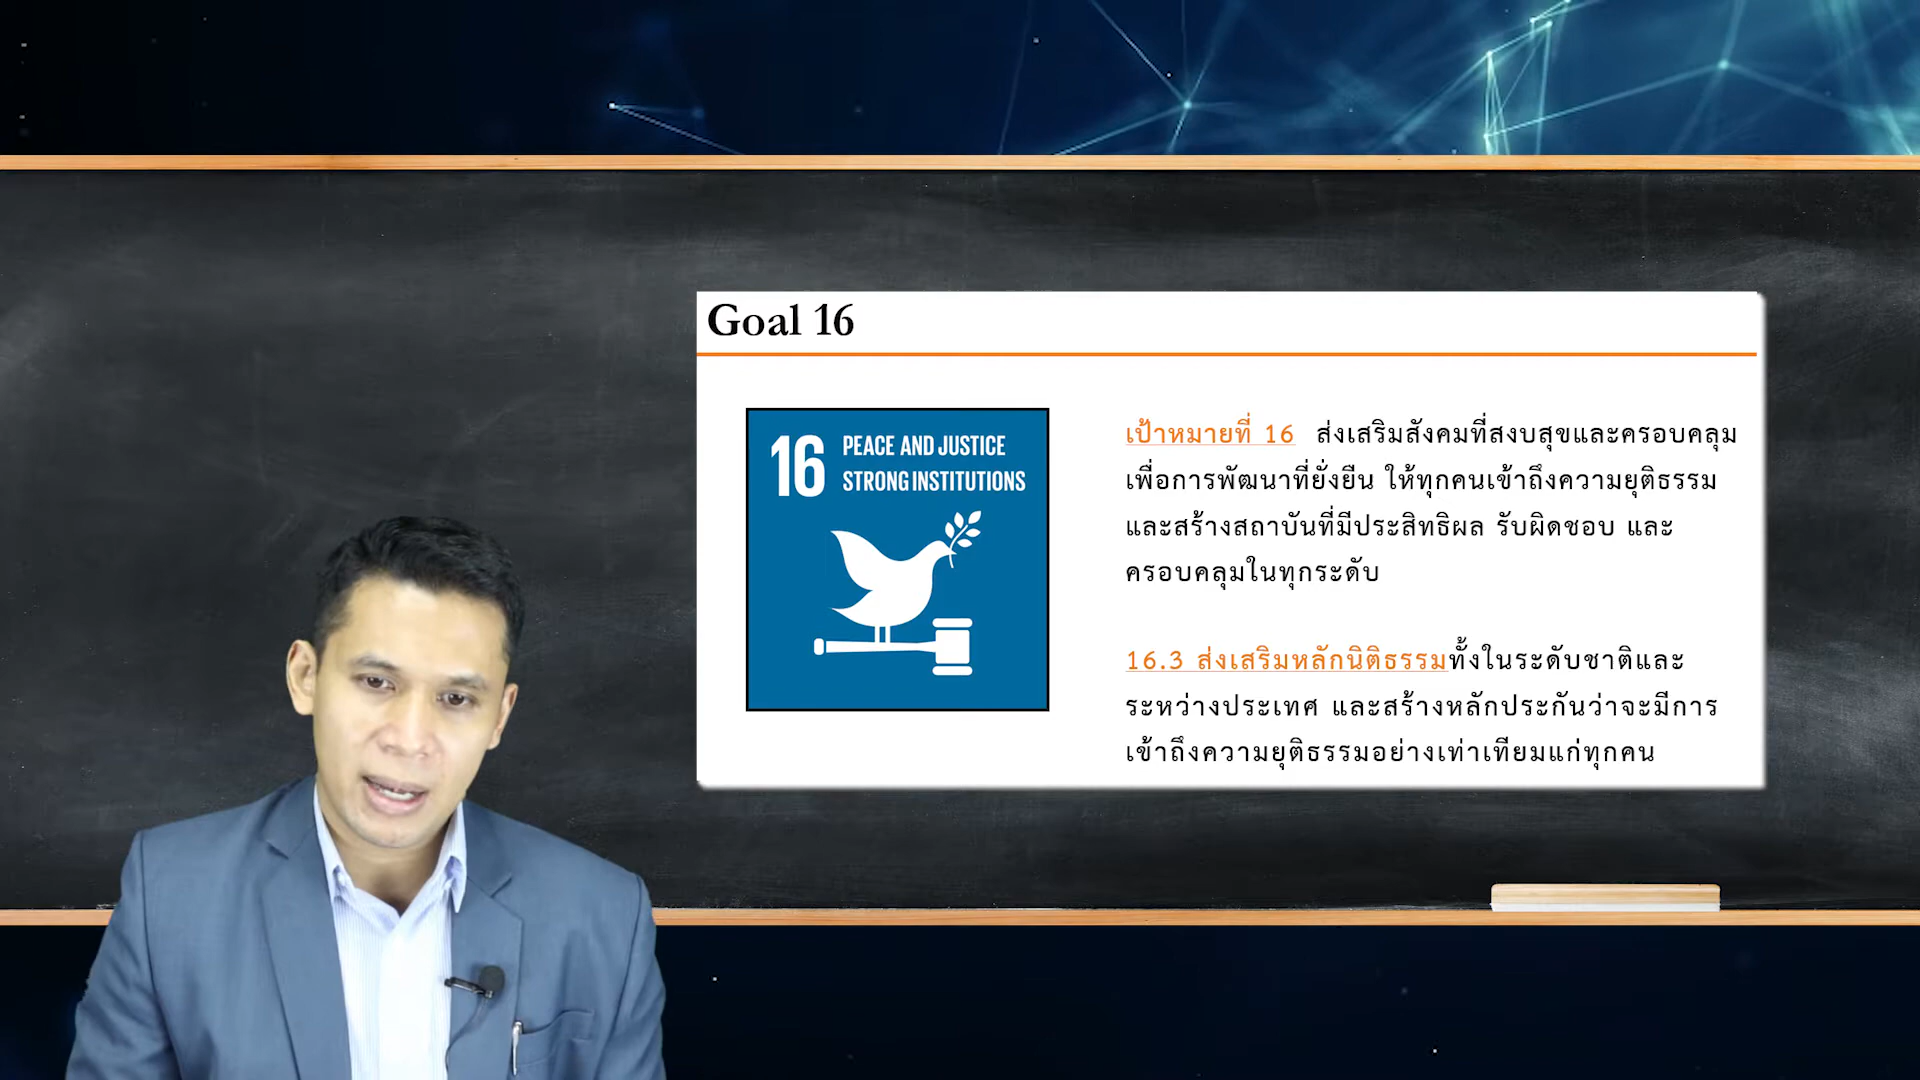 Goal 16
16 PEACE AND JUSTICE
STRONG INSTITUTIONS
เป้าหมายที่ 16 ส่งเสริมสังคมที่สงบสุขและครอบคลุม
เพื่อการพัฒนาที่ยั่งยืน ให้ทุกคนเข้าถึงความยุติธรรม
และสร้างสถาบันที่มีประสิทธิผล รับผิดชอบ และ
ครอบคลุมในทุกระดับ
16.3 ส่งเสริมหลักนิติธรรมทั้งในระดับชาติและ
ระหว่างประเทศ และสร้างหลักประกันว่าจะมีการ
เข้าถึงความยุติธรรมอย่างเท่าเทียมแก่ทุกคน